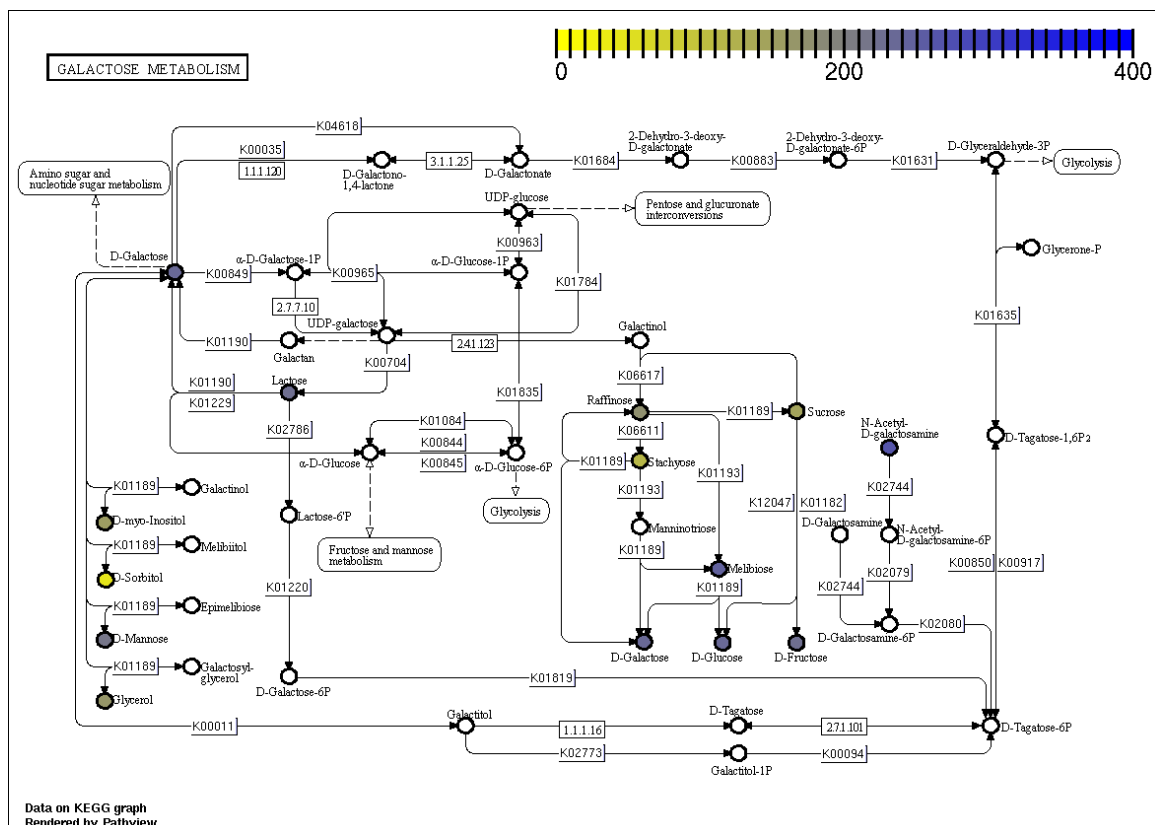 0
200
400
GALACTOSE METABOLISM
K04618
K00035
1.1.1.120
D-Galactono-
1,4-lactone
3.1.1.25
D-Galactonate
K01684
2-Dehydro-3-deoxy-
D-galactonate
K00883
2-Dehydro-3-deoxy-
D-galactonate-6P
K01631
D-Glyceraldehyde-3P
Glycolysis
Amino sugar and
nucleotide sugar metabolism
UDP-glucose
Pentose and glucuronate
interconversions
K00963
Glycerone-P
D-Galactose
K00849
α-D-Galactose-1P
K00965
α-D-Glucose-1P
K01784
2.7.7.10
UDP-galactose
K01635
K01190
Galactan
2.4.1.123
Galactinol
K00704
K01190
K01229
Lactose
K01835
K06617
K02786
K01084
K00844
K00845
α-D-Glucose
α-D-Glucose-6P
Raffinose
K01189
Sucrose
K06611
K01189
Stachyose
K01193
K01193
N-Acetyl-
D-galactosamine
D-Tagatose-1,6P2
K02744
K01189
Galactinol
D-myo-Inositol
Lactose-6'P
Glycolysis
Fructose and mannose
metabolism
Manninotriose
K12047
K01182
D-Galactosamine
N-Acetyl-
D-galactosamine-6P
K01189
Melibiitol
D-Sorbitol
K01189
Melibiose
K01189
K00850
K00917
K02744
K02079
K01220
K01189
Epimelibiose
D-Mannose
D-Galactosamine-6P
K02080
D-Galactose
D-Glucose
D-Fructose
K01189
Galactosyl-
glycerol
Glycerol
D-Galactose-6P
K01819
K00011
Galactitol
1.1.1.16
D-Tagatose
2.7.1.101
D-Tagatose-6P
K02773
Galactitol-1P
K00094
Data on KEGG graph
Rendered by Pathview